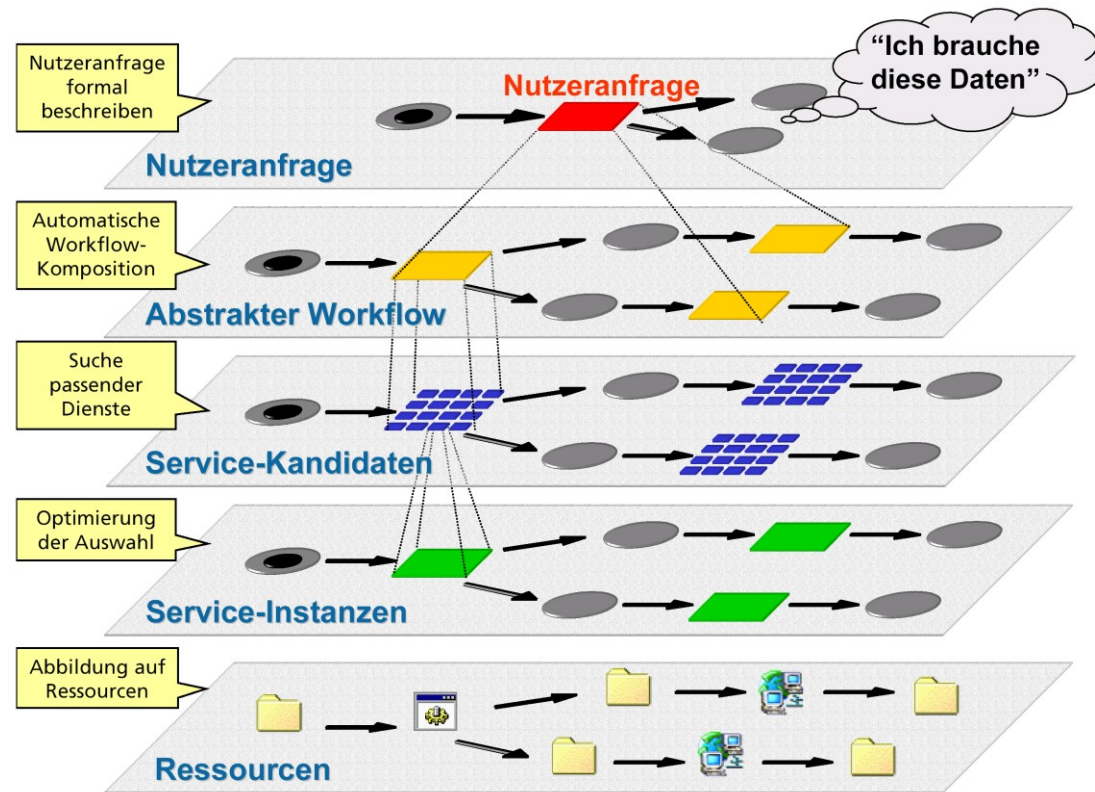 Nutzeranfrage
formal
beschreiben
“Ich brauche
diese Daten”
Nutzeranfrage
Nutzeranfrage
Automatische
Workflow-
Komposition
Abstrakter Workflow
Suche
passender
Dienste
Service-Kandidaten
Optimierung
der Auswahl
Service-Instanzen
Abbildung auf
Ressourcen
Ressourcen